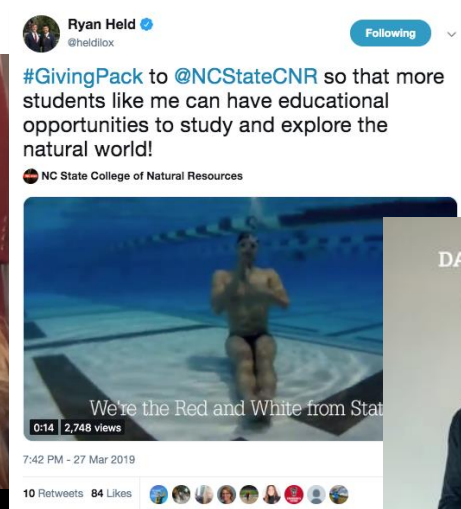 Ryan Held
@heldilox
Following
#GivingPack to @NCStateCNR so that more
students like me can have educational
opportunities to study and explore the
natural world!
NC State College of Natural Resources
We're the Red and White from Stat
0:14 2,748 views
7:42 PM - 27 Mar 2019
10 Retweets 84 Likes
DA